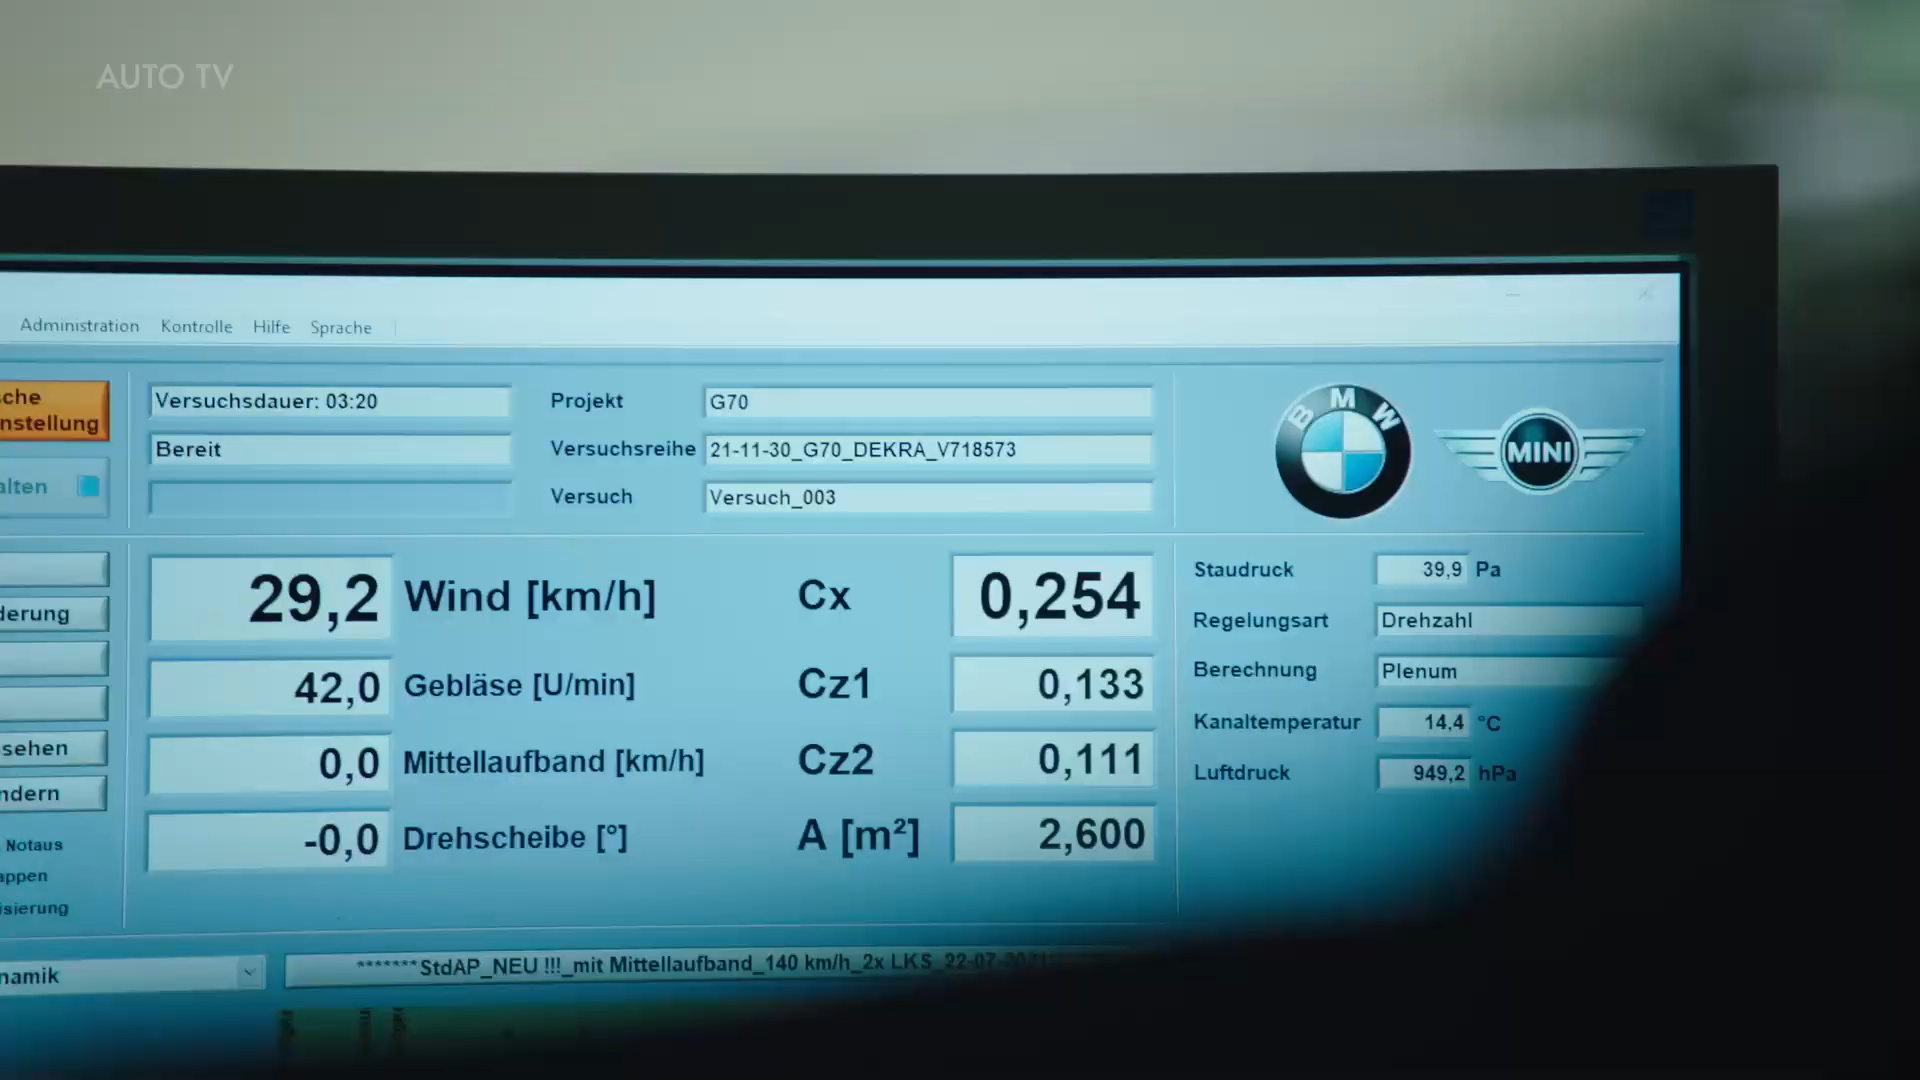 AUTO TV
Administration Kontrolle Hilfe Sprache
sche
nstellung
alten
Versuchsdauer: 03:20
Bereit
Projekt G70
Versuchsreihe 21-11-30_G70_DEKRA_V718573
Versuch Versuch_003
BMW
MINI
derung
sehen
ndern
Notaus
appen
isierung
29,2 Wind [km/h]
42,0 Gebläse [U/min]
0,0 Mittellaufband [km/h]
-0,0 Drehscheibe [°]
Cx 0,254
Cz1 0,133
Cz2 0,111
A [m²] 2,600
Staudruck 39,9 Pa
Regelungsart Drehzahl
Berechnung Plenum
Kanaltemperatur 14,4 °C
Luftdruck 949,2 hPa
namik
*******StdAP_NEU !!!_mit Mittellaufband_140 km/h_2x LKS_22-07-2021